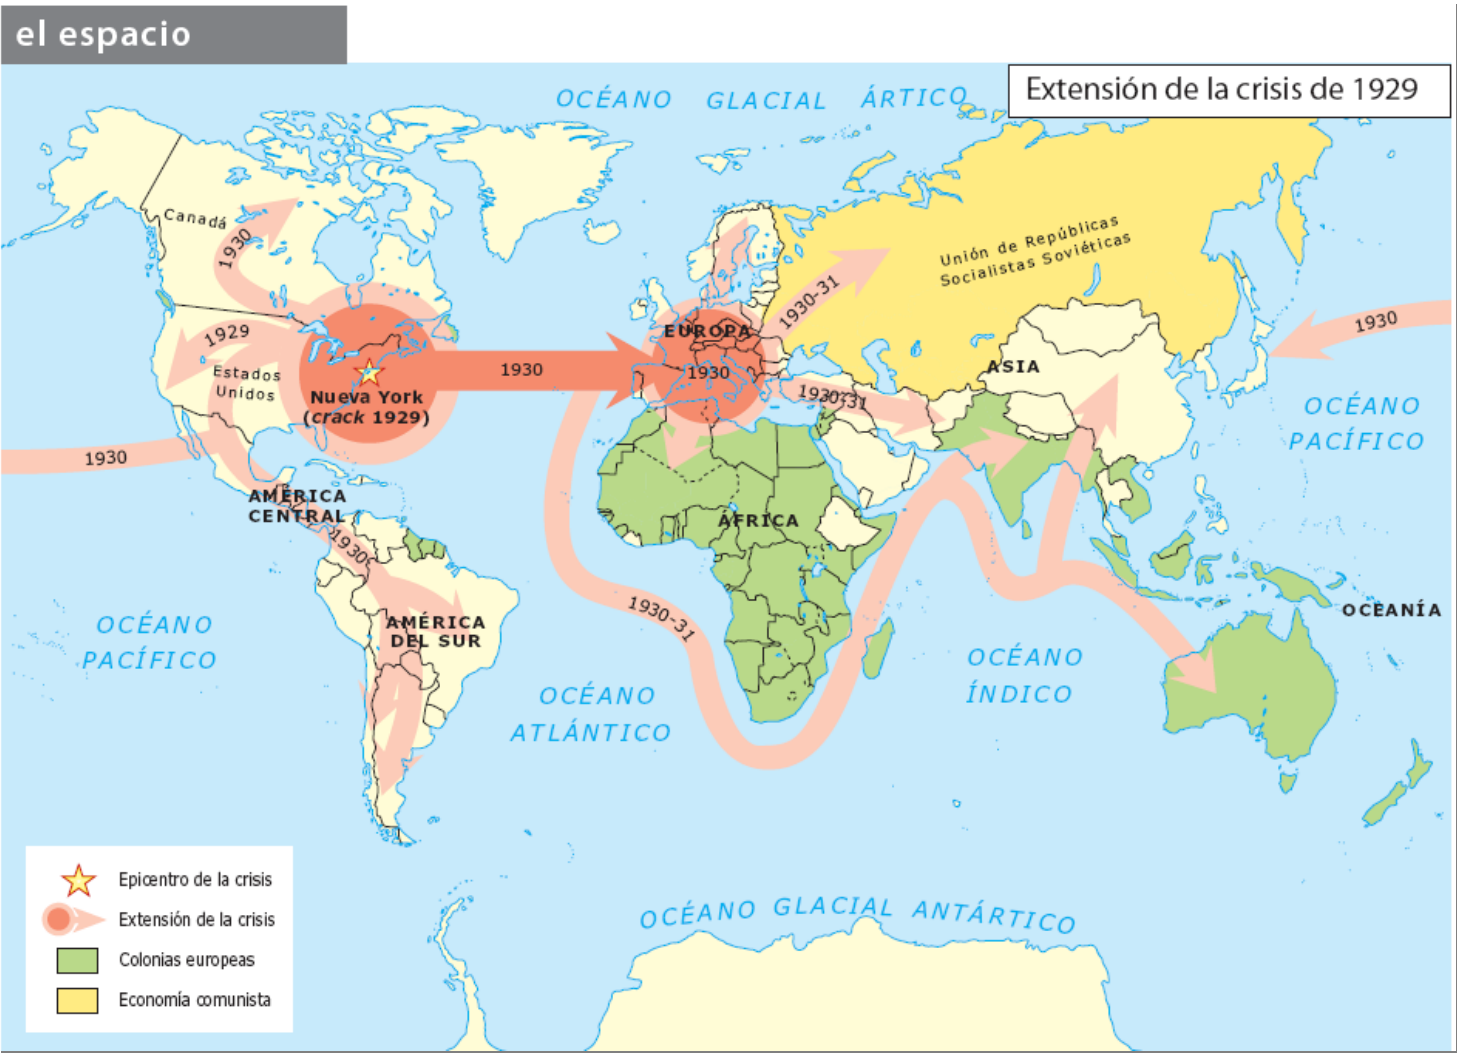 el espacio
Extensión de la crisis de 1929
OCÉANO GLACIAL ÁRTICO
Canadá
1930
Unión de Repúblicas
Socialistas Soviéticas
1930-31
1929
EUROPA
1930
1930
1930
Estados
Unidos
Nueva York
(crack 1929)
ASIA
1930-31
OCÉANO
PACÍFICO
1930
AMÉRICA
CENTRAL
1930
ÁFRICA
1930-31
OCEANÍA
OCÉANO
PACÍFICO
AMÉRICA
DEL SUR
OCÉANO
ÍNDICO
OCÉANO
ATLÁNTICO
Epicentro de la crisis
Extensión de la crisis
Colonias europeas
Economía comunista
OCÉANO GLACIAL ANTÁRTICO